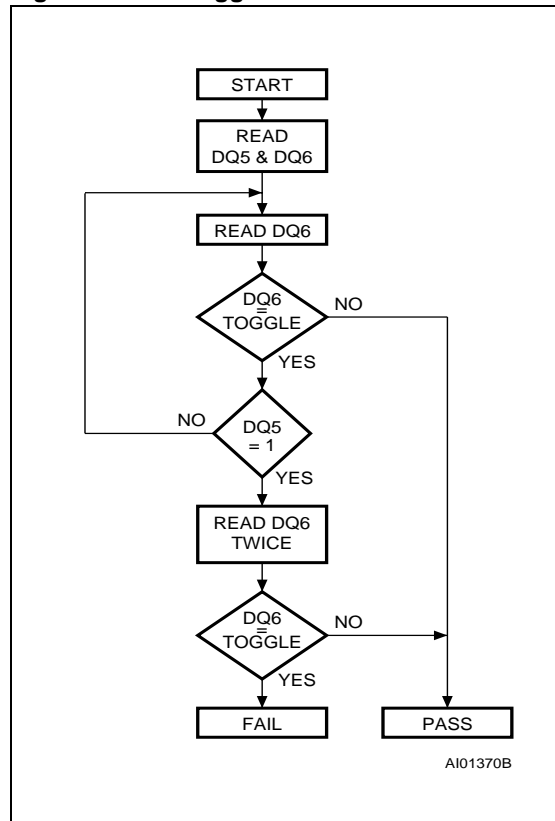 START
READ
DQ5 & DQ6
READ DQ6
DQ6
=
TOGGLE
NO
YES
NO
DQ5
= 1
YES
READ DQ6
TWICE
DQ6
=
TOGGLE
NO
YES
FAIL
PASS
AI01370B